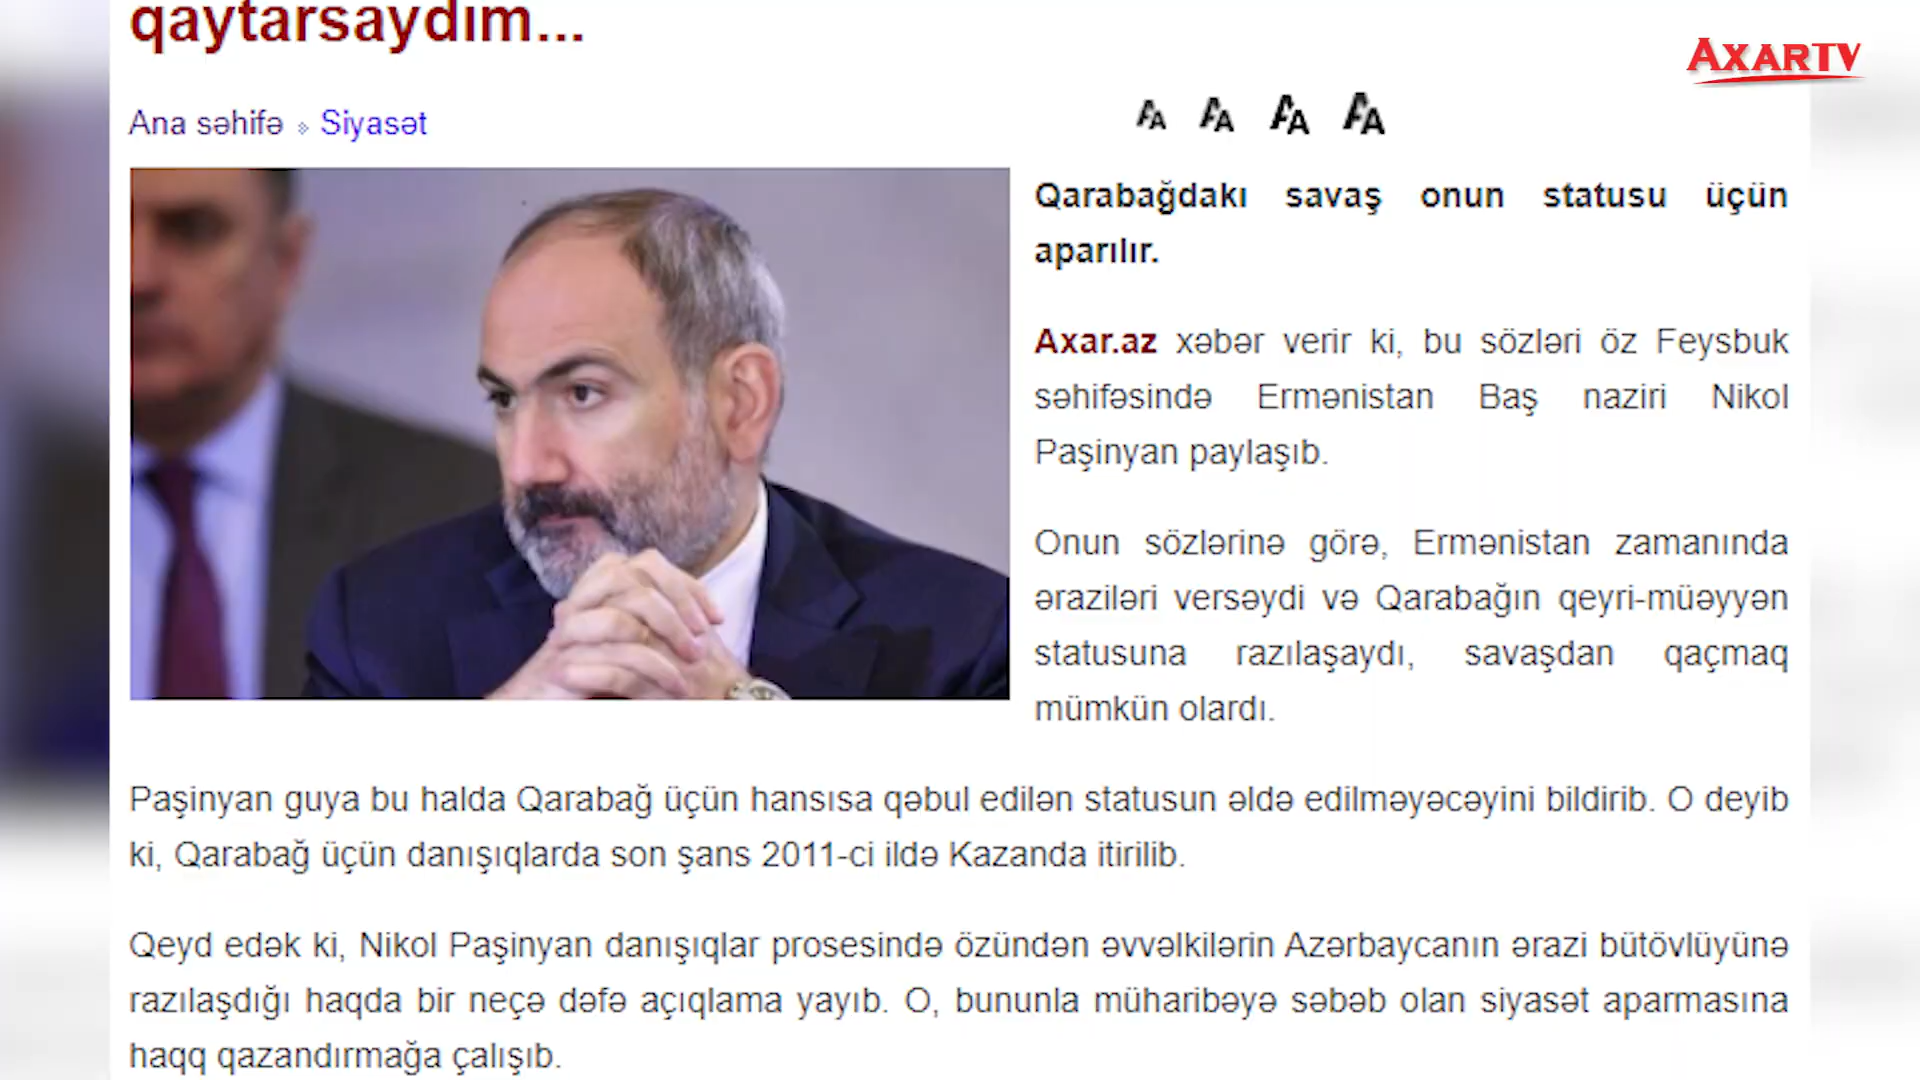 qaytarsaydım...
AXARTV
Ana səhifə » Siyasət
AA AA AA AA
Qarabağdakı savaş onun statusu üçün
aparılır.
Axar.az xəbər verir ki, bu sözləri öz Feysbuk
səhifəsində Ermənistan Baş naziri Nikol
Paşinyan paylaşıb.
Onun sözlərinə görə, Ermənistan zamanında
əraziləri versəydi və Qarabağın qeyri-müəyyən
statusuna razılaşaydı, savaşdan qaçmaq
mümkün olardı.
Paşinyan guya bu halda Qarabağ üçün hansısa qəbul edilən statusun əldə edilməyəcəyini bildirib. O deyib
ki, Qarabağ üçün danışıqlarda son şans 2011-ci ildə Kazanda itirilib.
Qeyd edək ki, Nikol Paşinyan danışıqlar prosesində özündən əvvəlkilərin Azərbaycanın ərazi bütövlüyünə
razılaşdığı haqda bir neçə dəfə açıqlama yayıb. O, bununla müharibəyə səbəb olan siyasət aparmasına
haqq qazandırmağa çalışıb.